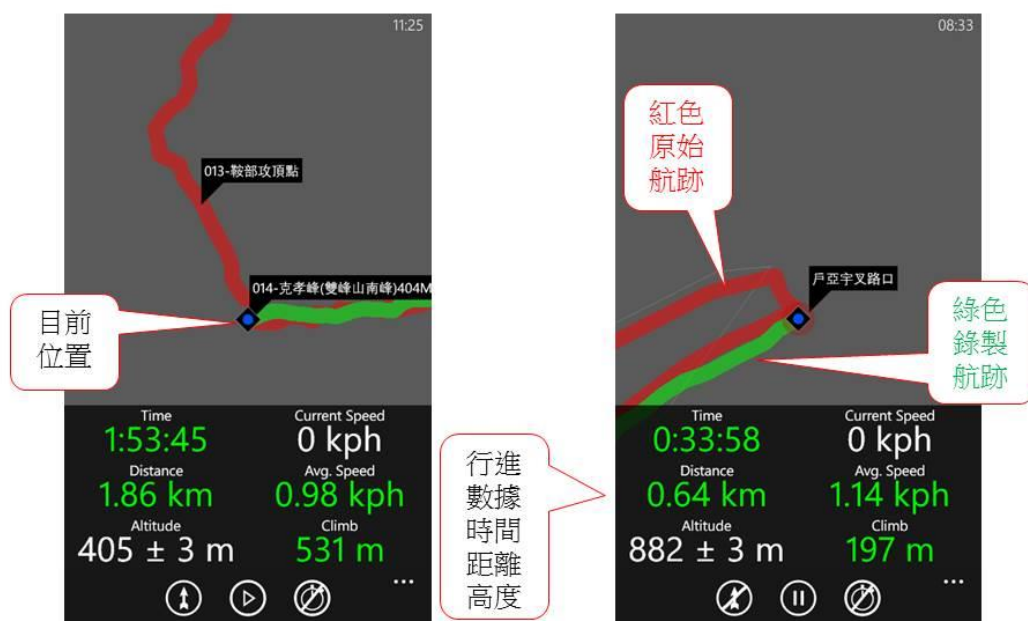 11:25
013-鞍部攻頂點
014-克孝峰(雙峰山南峰)404M
目前
位置
Time
Current Speed
1:53:45
0 kph
Distance
Avg. Speed
1.86 km
0.98 kph
Altitude
Climb
405 ± 3 m
531 m
...
行進
數據
時間
距離
高度
08:33
紅色
原始
航跡
戶亞宇叉路口
綠色
錄製
航跡
Time
Current Speed
0:33:58
0 kph
Distance
Avg. Speed
0.64 km
1.14 kph
Altitude
Climb
882 ± 3 m
197 m
...